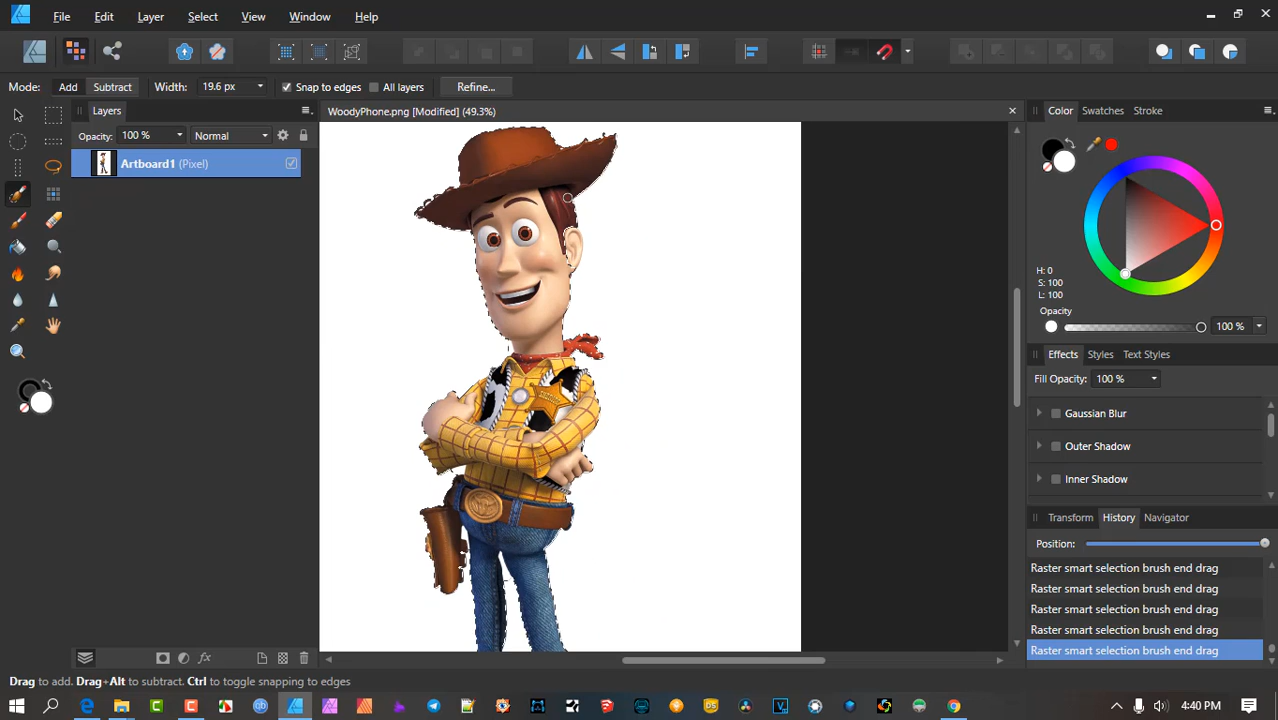 File Edit Layer Select View Window Help
Mode: Add Subtract Width: 19.6 px Snap to edges All layers Refine...
Layers
WoodyPhone.png [Modified] (49.3%)
Color Swatches Stroke
Opacity: 100 % Normal
Artboard1 (Pixel)
H: 0
S: 100
L: 100
Opacity
100 %
Effects Styles Text Styles
Fill Opacity: 100 %
Gaussian Blur
Outer Shadow
Inner Shadow
Transform History Navigator
Position:
Raster smart selection brush end drag
Raster smart selection brush end drag
Raster smart selection brush end drag
Raster smart selection brush end drag
Raster smart selection brush end drag
Drag to add. Drag+Alt to subtract. Ctrl to toggle snapping to edges
4:40 PM